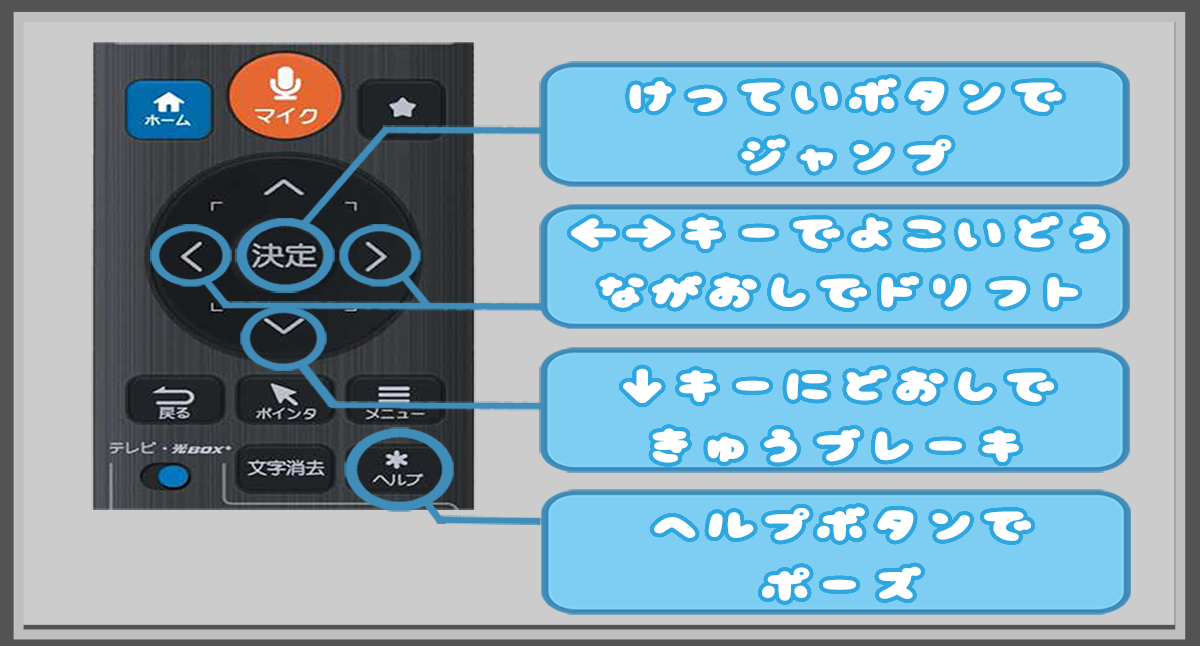 ホーム
マイク
決定
戻る
ポインタ
メニュー
テレビ・光BOX+
文字消去
ヘルプ
けっていボタンで
ジャンプ
←→キーでよこいどう
ながおしでドリフト
↓キーにどおしで
きゅうブレーキ
ヘルプボタンで
ポーズ